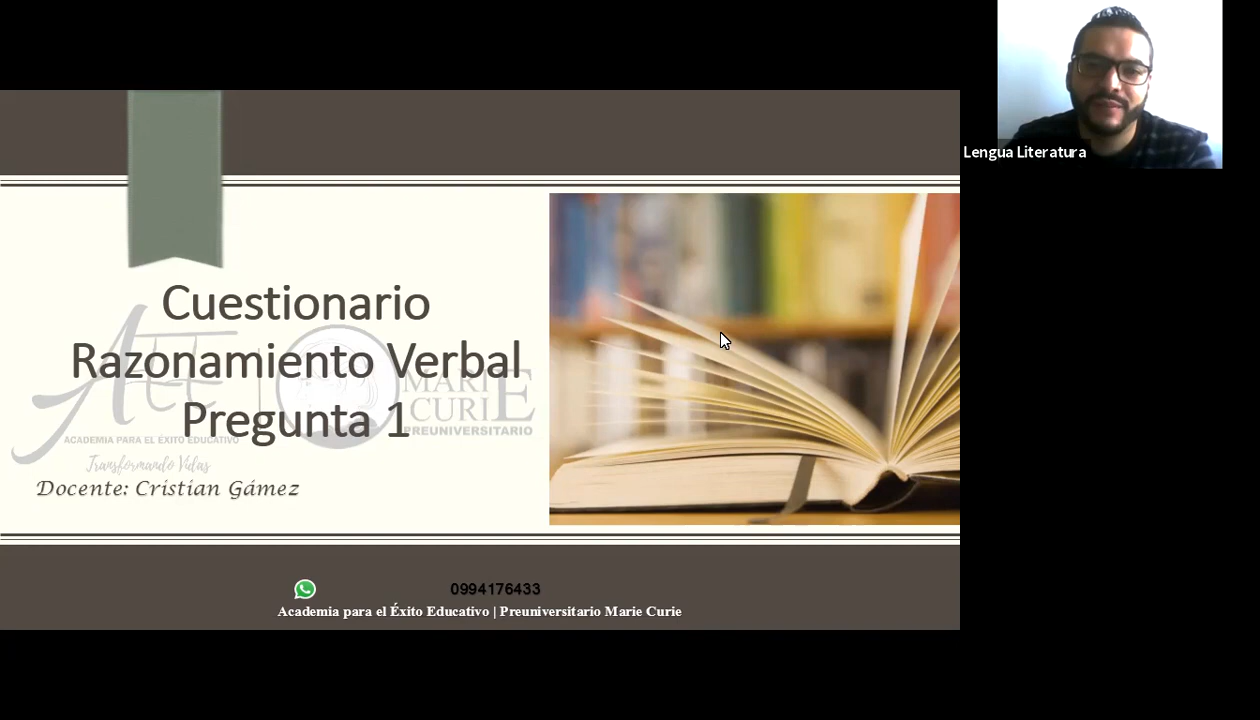 Lengua Literatura
Cuestionario
Razonamiento Verbal
Pregunta 1
AEE
MARIE
CURIE
PREUNIVERSITARIO
ACADEMIA PARA EL ÉXITO EDUCATIVO
Transformando Vidas
Docente: Cristian Gámez
0994176433
Academia para el Éxito Educativo | Preuniversitario Marie Curie